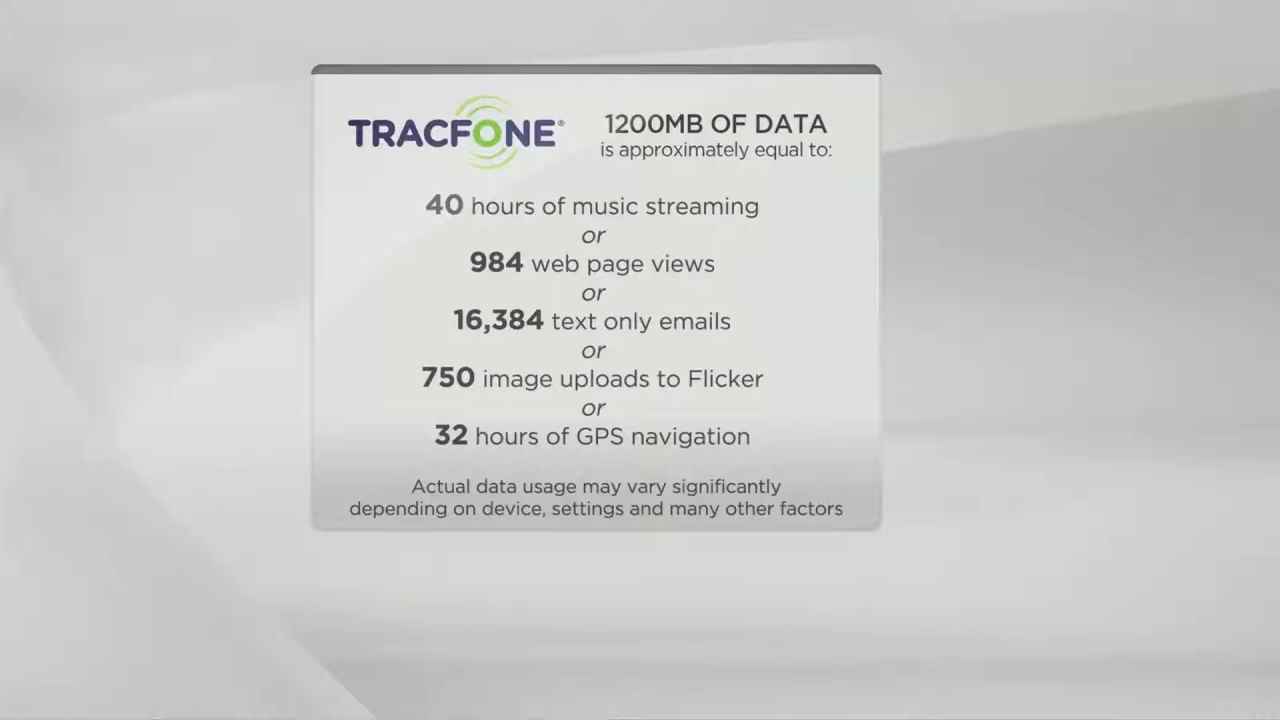 TRACFONE®
1200MB OF DATA
is approximately equal to:
40 hours of music streaming
or
984 web page views
or
16,384 text only emails
or
750 image uploads to Flicker
or
32 hours of GPS navigation
Actual data usage may vary significantly
depending on device, settings and many other factors